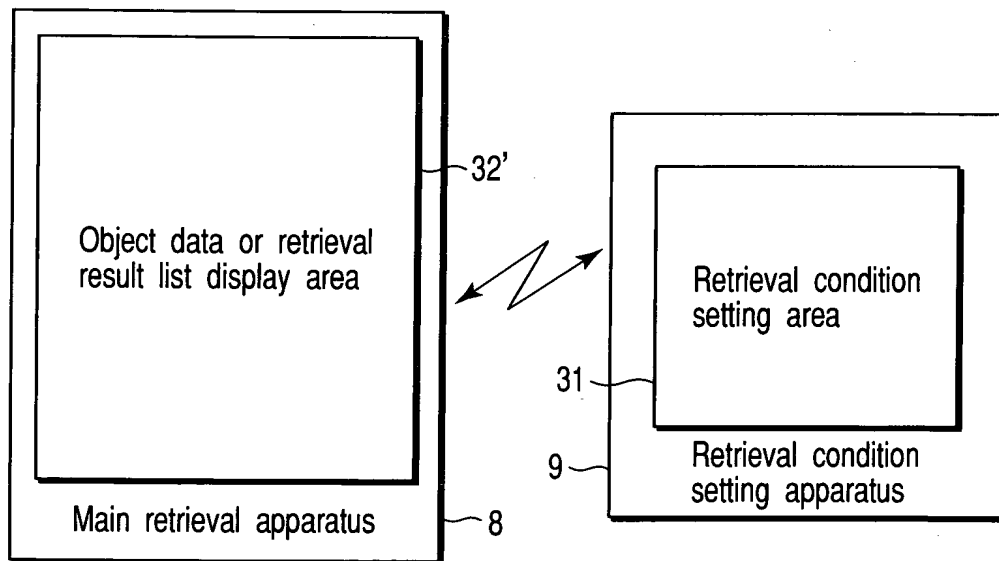 32'
Object data or retrieval
result list display area
Retrieval condition
setting area
31
9
Retrieval condition
setting apparatus
Main retrieval apparatus
8